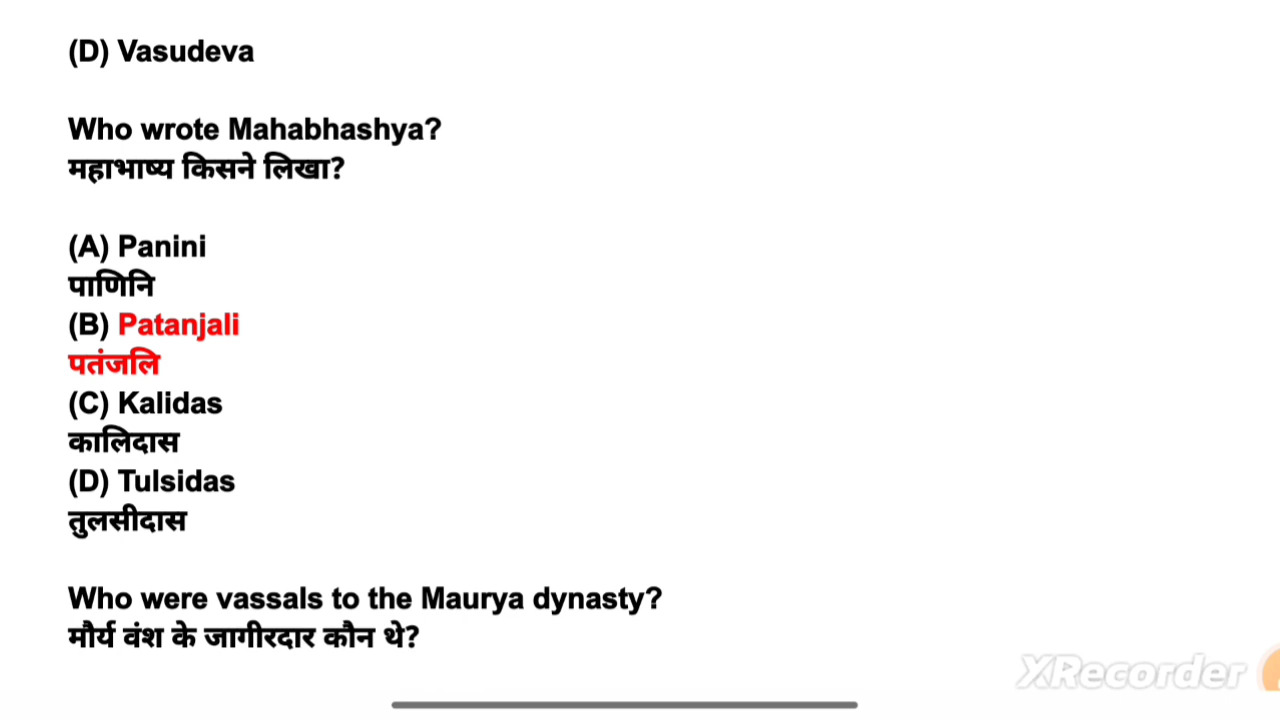 (D) Vasudeva
Who wrote Mahabhashya?
महाभाष्य किसने लिखा?
(A) Panini
पाणिनि
(B) Patanjali
पतंजलि
(C) Kalidas
कालिदास
(D) Tulsidas
तुलसीदास
Who were vassals to the Maurya dynasty?
मौर्य वंश के जागीरदार कौन थे?
XRecorder